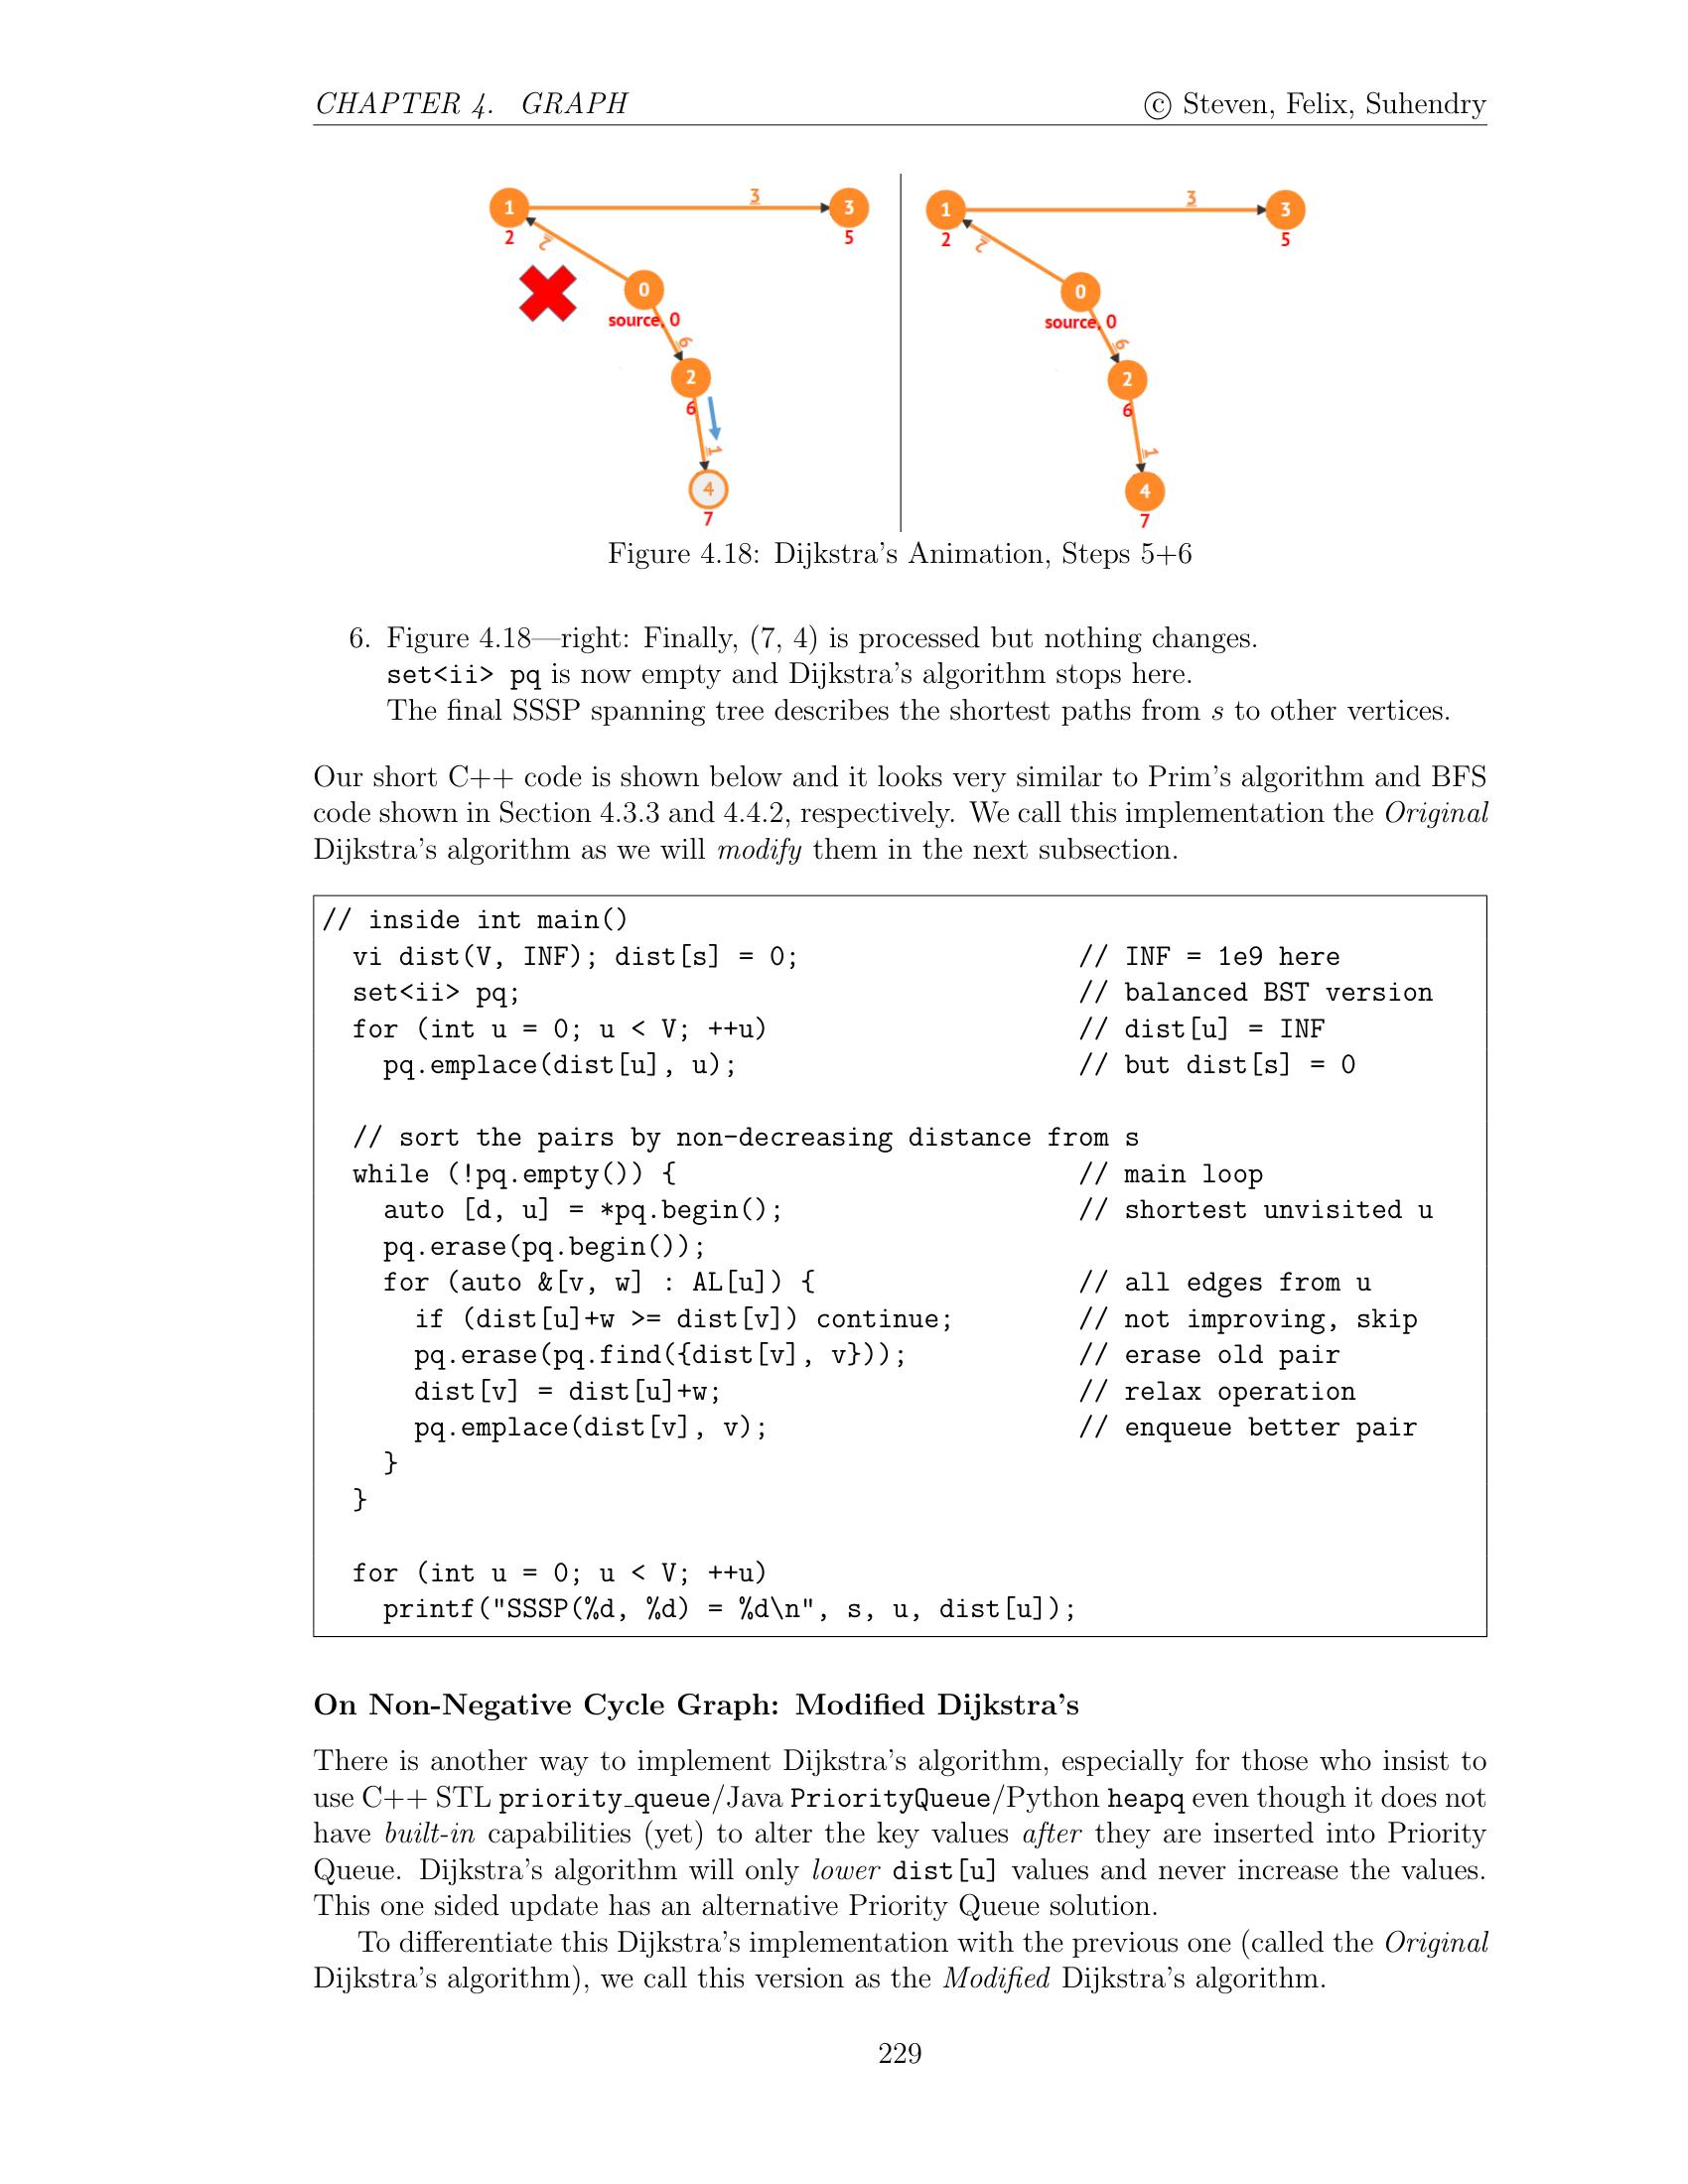 CHAPTER 4. GRAPH © Steven, Felix, Suhendry
1 3 3 1 3 3
2 2 5 2 2 5
0 0
source, 0 source, 0
6 6
2 2
6 6
1 1
4 4
7 7
Figure 4.18: Dijkstra's Animation, Steps 5+6
6. Figure 4.18—right: Finally, (7, 4) is processed but nothing changes.
set<ii> pq is now empty and Dijkstra's algorithm stops here.
The final SSSP spanning tree describes the shortest paths from s to other vertices.
Our short C++ code is shown below and it looks very similar to Prim's algorithm and BFS
code shown in Section 4.3.3 and 4.4.2, respectively. We call this implementation the Original
Dijkstra's algorithm as we will modify them in the next subsection.
// inside int main()
vi dist(V, INF); dist[s] = 0; // INF = 1e9 here
set<ii> pq; // balanced BST version
for (int u = 0; u < V; ++u) // dist[u] = INF
pq.emplace(dist[u], u); // but dist[s] = 0
// sort the pairs by non-decreasing distance from s
while (!pq.empty()) { // main loop
auto [d, u] = *pq.begin(); // shortest unvisited u
pq.erase(pq.begin());
for (auto &[v, w] : AL[u]) { // all edges from u
if (dist[u]+w >= dist[v]) continue; // not improving, skip
pq.erase(pq.find({dist[v], v})); // erase old pair
dist[v] = dist[u]+w; // relax operation
pq.emplace(dist[v], v); // enqueue better pair
}
}
for (int u = 0; u < V; ++u)
printf("SSSP(%d, %d) = %d\n", s, u, dist[u]);
On Non-Negative Cycle Graph: Modified Dijkstra's
There is another way to implement Dijkstra's algorithm, especially for those who insist to
use C++ STL priority_queue/Java PriorityQueue/Python heapq even though it does not
have built-in capabilities (yet) to alter the key values after they are inserted into Priority
Queue. Dijkstra's algorithm will only lower dist[u] values and never increase the values.
This one sided update has an alternative Priority Queue solution.
To differentiate this Dijkstra's implementation with the previous one (called the Original
Dijkstra's algorithm), we call this version as the Modified Dijkstra's algorithm.
229